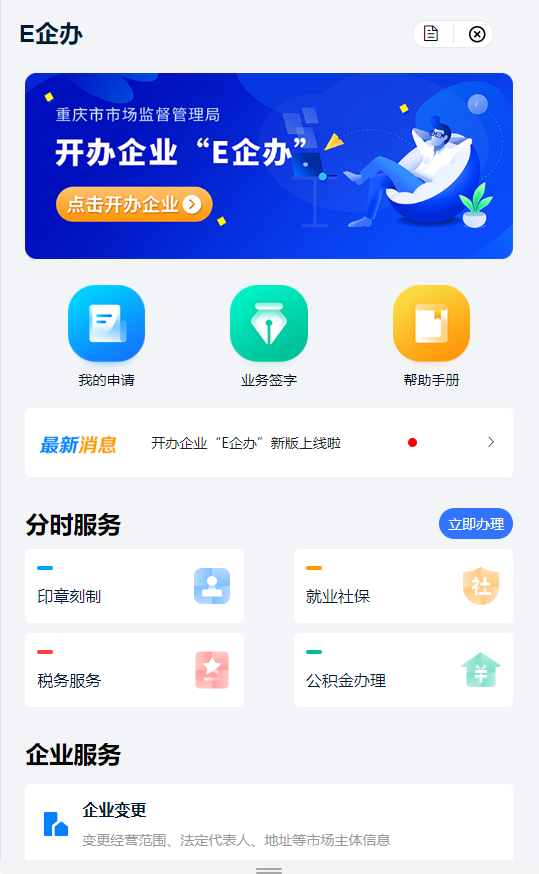 E企办
重庆市市场监督管理局
开办企业“E企办”
点击开办企业
我的申请
业务签字
帮助手册
最新消息
开办企业“E企办”新版上线啦
分时服务
立即办理
印章刻制
就业社保
社
税务服务
公积金办理
企业服务
企业变更
变更经营范围、法定代表人、地址等市场主体信息